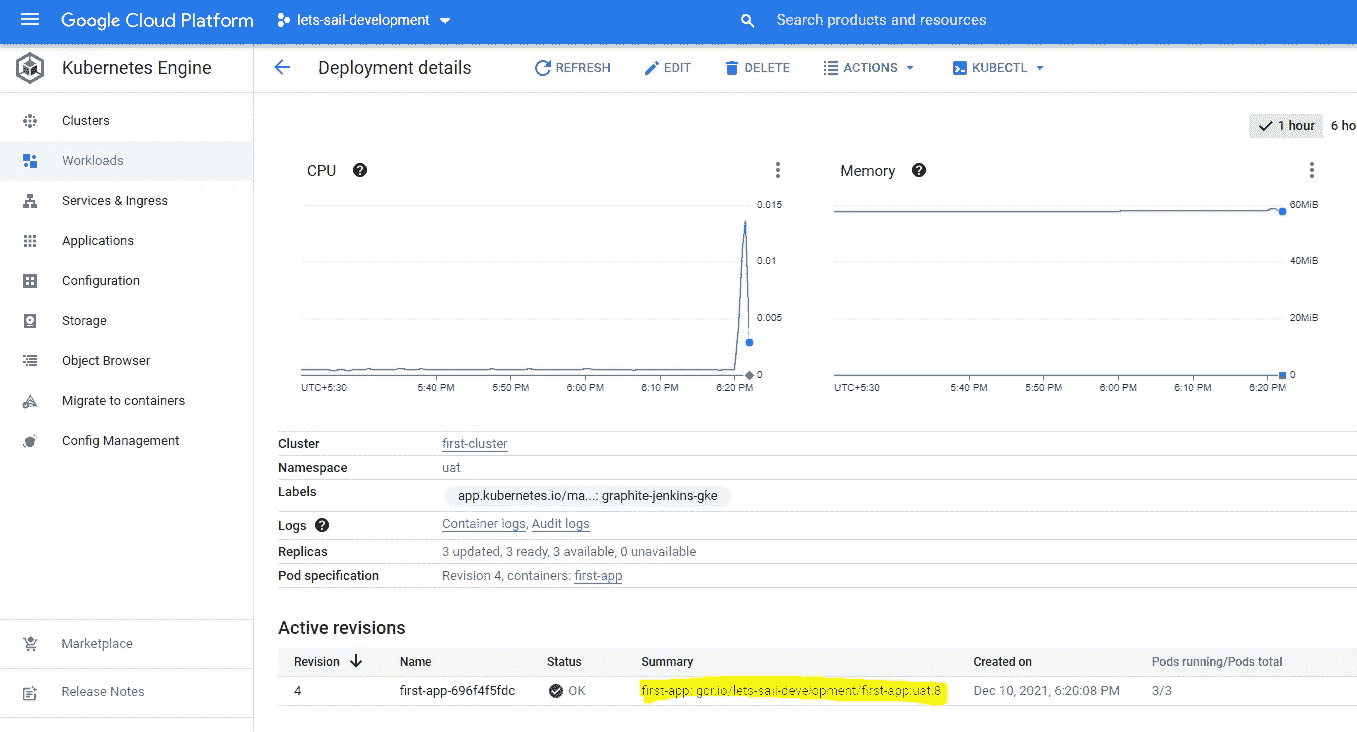 Google Cloud Platform lets-sail-development Search products and resources
Kubernetes Engine Deployment details REFRESH EDIT DELETE ACTIONS KUBECTL
Clusters
Workloads
Services & Ingress
Applications
Configuration
Storage
Object Browser
Migrate to containers
Config Management
Marketplace
Release Notes
1 hour 6 ho
CPU
0.015
0.01
0.005
0
UTC+5:30 5:40 PM 5:50 PM 6:00 PM 6:10 PM 6:20 PM
Memory
60MiB
40MiB
20MiB
0
UTC+5:30 5:40 PM 5:50 PM 6:00 PM 6:10 PM 6:20 PM
Cluster first-cluster
Namespace uat
Labels app.kubernetes.io/ma...: graphite-jenkins-gke
Logs Container logs, Audit logs
Replicas 3 updated, 3 ready, 3 available, 0 unavailable
Pod specification Revision 4, containers: first-app
Active revisions
Revision Name Status Summary Created on Pods running/Pods total
4 first-app-696f4f5fdc OK first-app: gcr.io/lets-sail-development/first-app:uat.8 Dec 10, 2021, 6:20:08 PM 3/3